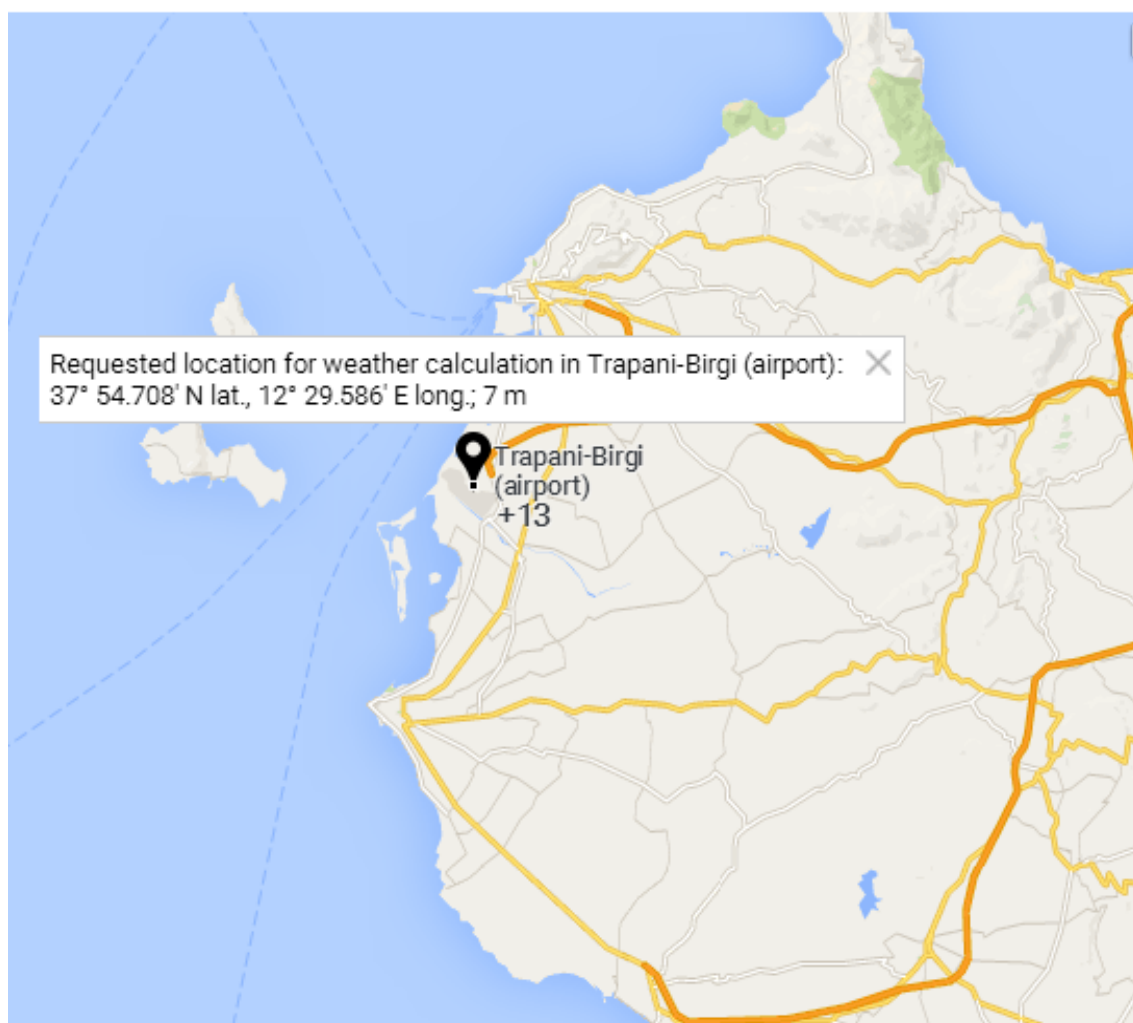 Requested location for weather calculation in Trapani-Birgi (airport):
37° 54.708' N lat., 12° 29.586' E long.; 7 m
Trapani-Birgi
(airport)
+13